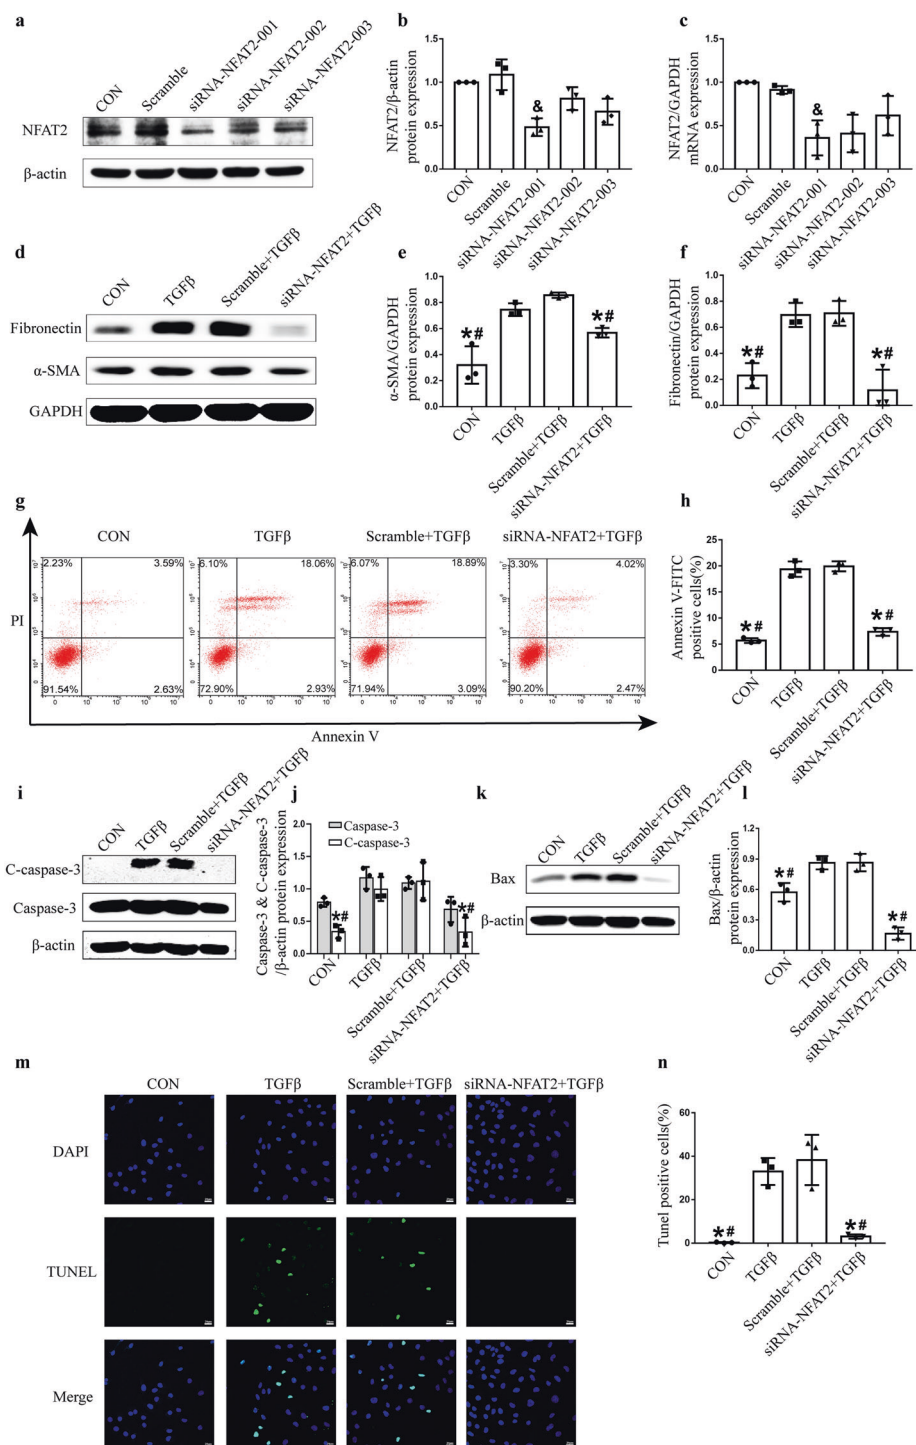 a
CON
Scramble
siRNA-NFAT2-001
siRNA-NFAT2-002
siRNA-NFAT2-003
NFAT2
β-actin
b
NFAT2/β-actin
protein expression
1.5
1.0
0.5
0.0
&
CON
Scramble
siRNA-NFAT2-001
siRNA-NFAT2-002
siRNA-NFAT2-003
c
NFAT2/GAPDH
mRNA expression
1.5
1.0
0.5
0.0
&
CON
Scramble
siRNA-NFAT2-001
siRNA-NFAT2-002
siRNA-NFAT2-003
d
CON
TGFβ
Scramble+TGFβ
siRNA-NFAT2+TGFβ
Fibronectin
α-SMA
GAPDH
e
α-SMA/GAPDH
protein expression
1.0
0.8
0.6
0.4
0.2
0.0
*#
*#
CON
TGFβ
Scramble+TGFβ
siRNA-NFAT2+TGFβ
f
Fibronectin/GAPDH
protein expression
1.0
0.8
0.6
0.4
0.2
0.0
*#
*#
CON
TGFβ
Scramble+TGFβ
siRNA-NFAT2+TGFβ
g
CON
TGFβ
Scramble+TGFβ
siRNA-NFAT2+TGFβ
2.23% 3.59%
91.54% 2.63%
6.10% 18.06%
72.90% 2.93%
6.07% 18.89%
71.94% 3.09%
3.30% 4.02%
90.20% 2.47%
PI
Annexin V
h
Annexin V-FITC
positive cells(%)
25
20
15
10
5
0
*#
*#
CON
TGFβ
Scramble+TGFβ
siRNA-NFAT2+TGFβ
i
CON
TGFβ
Scramble+TGFβ
siRNA-NFAT2+TGFβ
C-caspase-3
Caspase-3
β-actin
j
Caspase-3 & C-caspase-3
/β-actin protein expression
Caspase-3
C-caspase-3
2.0
1.5
1.0
0.5
0.0
*#
*#
CON
TGFβ
Scramble+TGFβ
siRNA-NFAT2+TGFβ
k
CON
TGFβ
Scramble+TGFβ
siRNA-NFAT2+TGFβ
Bax
β-actin
l
Bax/β-actin
protein expression
1.5
1.0
0.5
0.0
*#
*#
CON
TGFβ
Scramble+TGFβ
siRNA-NFAT2+TGFβ
m
CON
TGFβ
Scramble+TGFβ
siRNA-NFAT2+TGFβ
DAPI
TUNEL
Merge
n
Tunel positive cells(%)
60
40
20
0
*#
*#
CON
TGFβ
Scramble+TGFβ
siRNA-NFAT2+TGFβ